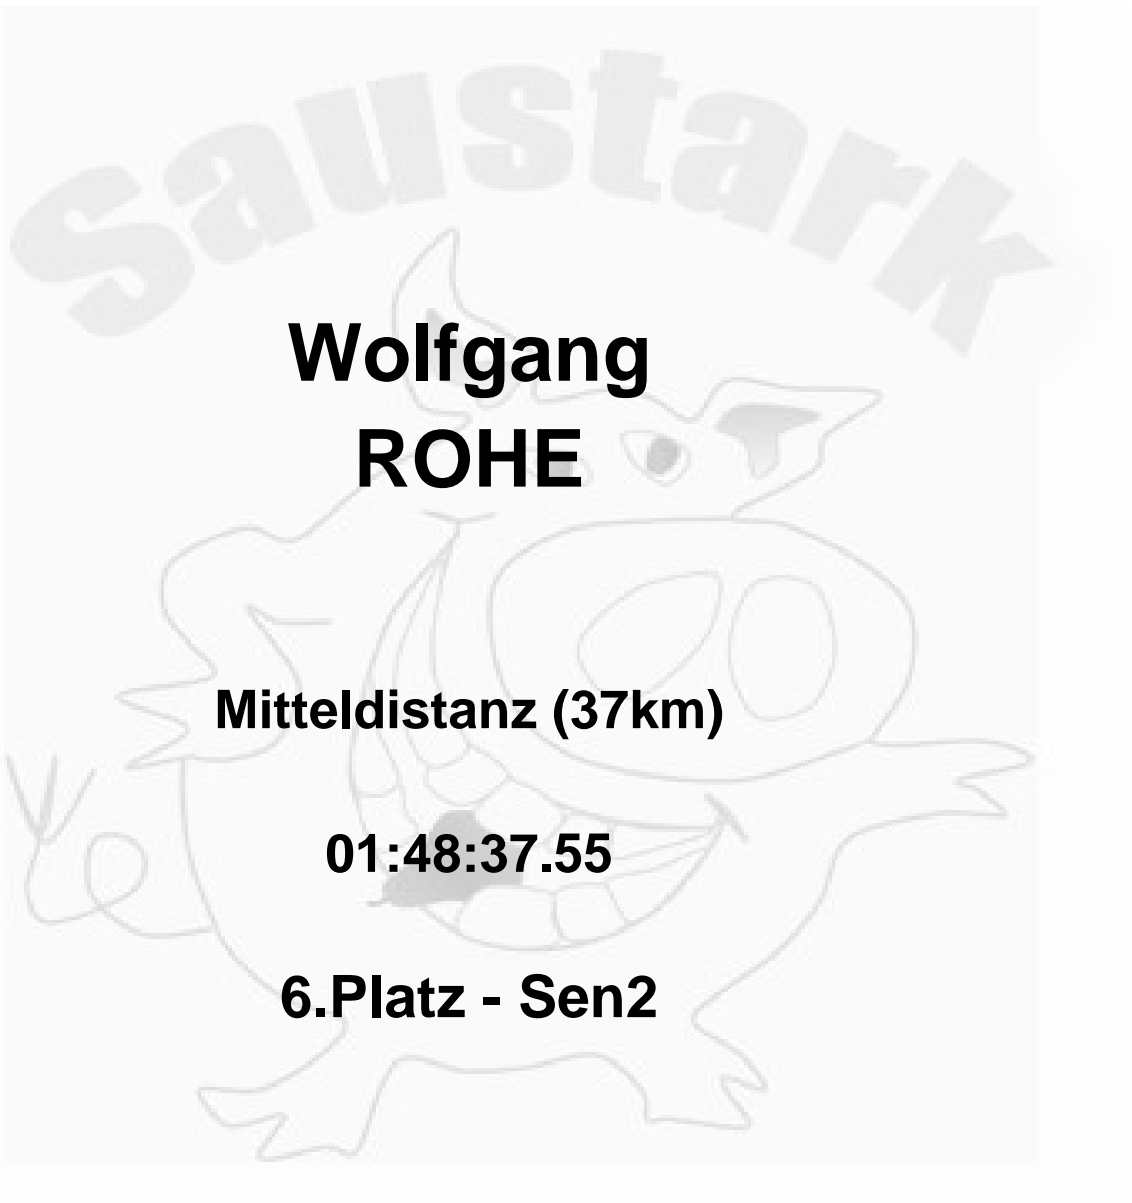 Saustark
Wolfgang
ROHE
Mitteldistanz (37km)
01:48:37.55
6.Platz - Sen2